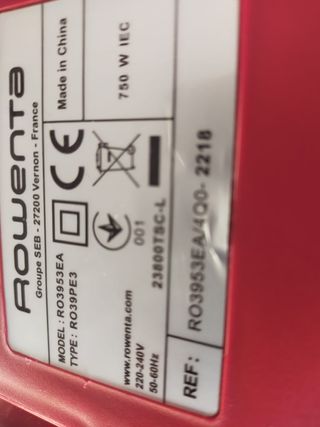 Rowenta
Groupe SEB - 27200 Vernon - France
MODEL : RO3953EA
TYPE : RO39PE3
Made in China
CE
001
www.rowenta.com
220-240V
50-60Hz
23800TSC-L
750 W IEC
REF: RO3953EA/4Q0- 2218